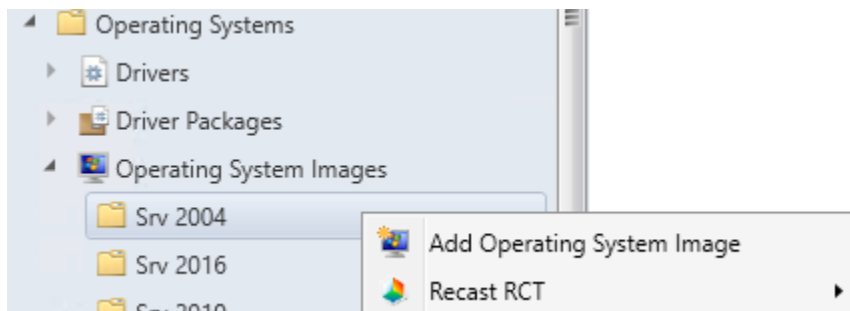 Operating Systems
Drivers
Driver Packages
Operating System Images
Srv 2004
Add Operating System Image
Srv 2016
Recast RCT